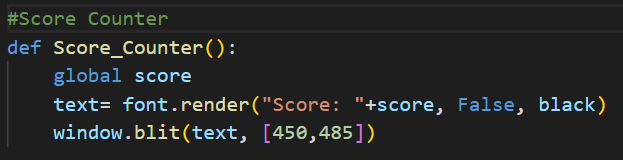 #Score Counter
def Score_Counter():
    global score
    text= font.render("Score: "+score, False, black)
    window.blit(text, [450,485])